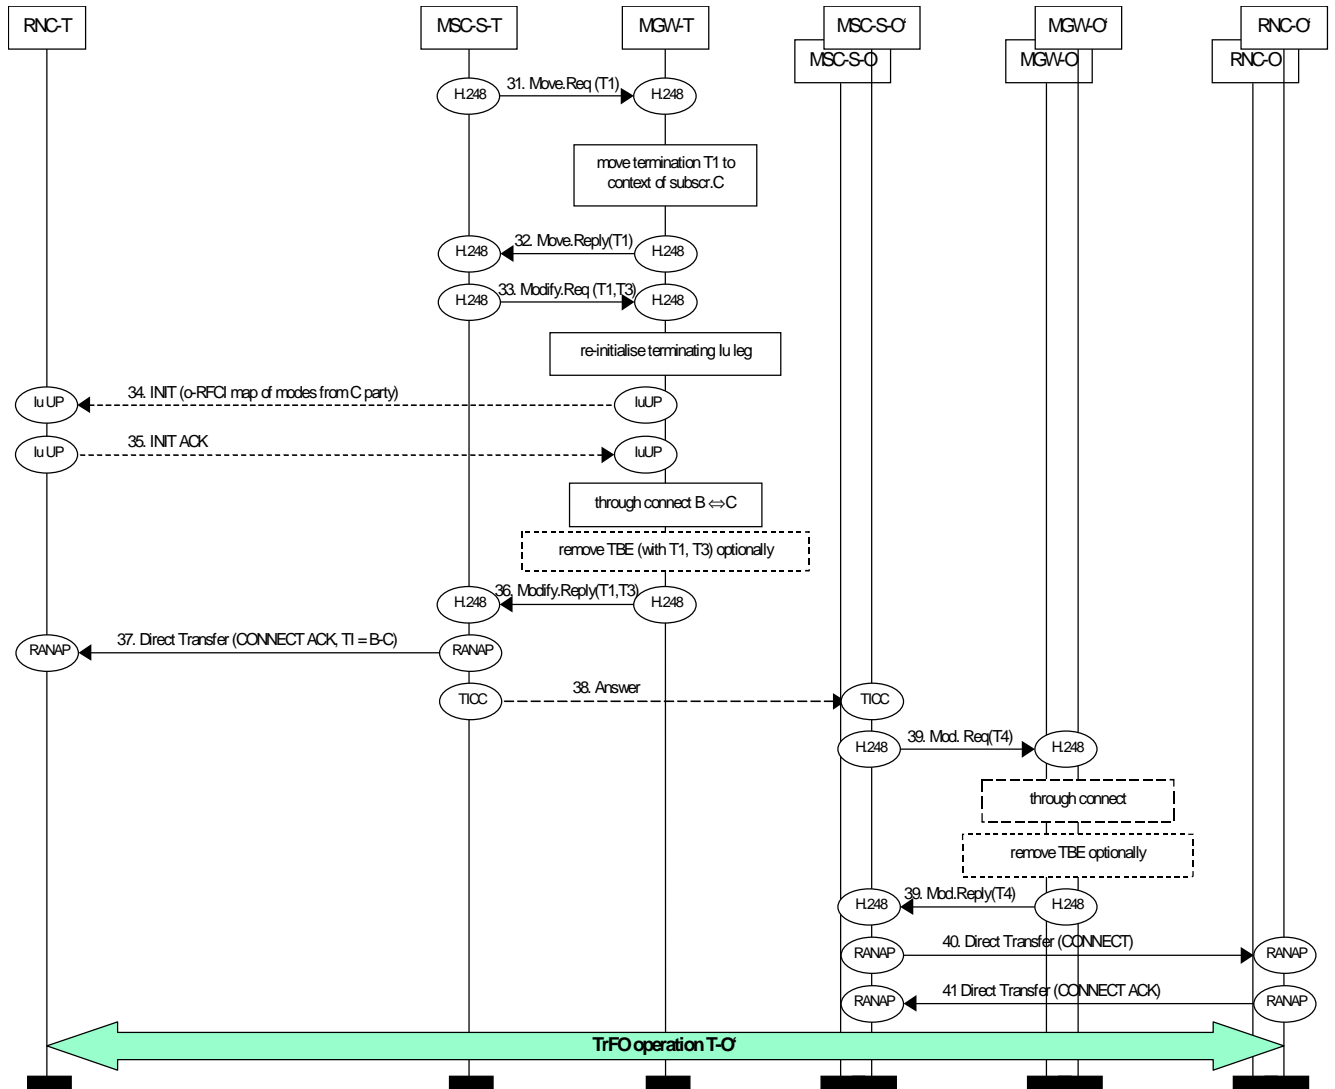 RNC-T MSC-S-T MGW-T MSC-S-O' MGW-O' RNC-O'
MSC-S-O MGW-O RNC-O
H.248 31. Move.Req (T1) H.248
move termination T1 to
context of subscr.C
H.248 32. Move.Reply(T1) H.248
H.248 33. Modify.Req (T1,T3) H.248
re-initialise terminating Iu leg
Iu UP 34. INIT (o-RFCI map of modes from C party) IuUP
Iu UP 35. INIT ACK IuUP
through connect B ⇔ C
remove TBE (with T1, T3) optionally
H.248 36. Modify.Reply(T1,T3) H.248
RANAP 37. Direct Transfer (CONNECT ACK, TI = B-C) RANAP
TICC 38. Answer TICC
H.248 39. Mod. Req(T4) H.248
through connect
remove TBE optionally
H.248 39. Mod.Reply(T4) H.248
RANAP 40. Direct Transfer (CONNECT) RANAP
RANAP 41 Direct Transfer (CONNECT ACK) RANAP
TrFO operation T-O'